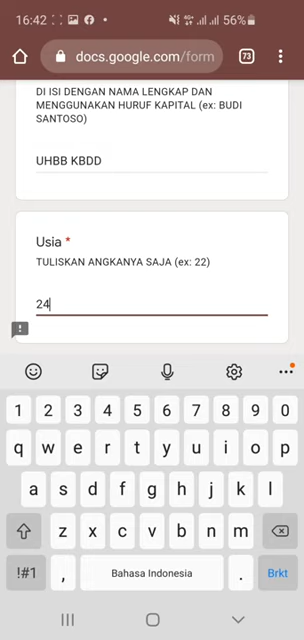 16:42 56%
docs.google.com/form 73
DI ISI DENGAN NAMA LENGKAP DAN
MENGGUNAKAN HURUF KAPITAL (ex: BUDI
SANTOSO)
UHBB KBDD
Usia *
TULISKAN ANGKANYA SAJA (ex: 22)
24
1 2 3 4 5 6 7 8 9 0
q w e r t y u i o p
a s d f g h j k l
z x c v b n m
!#1 , Bahasa Indonesia . Brkt